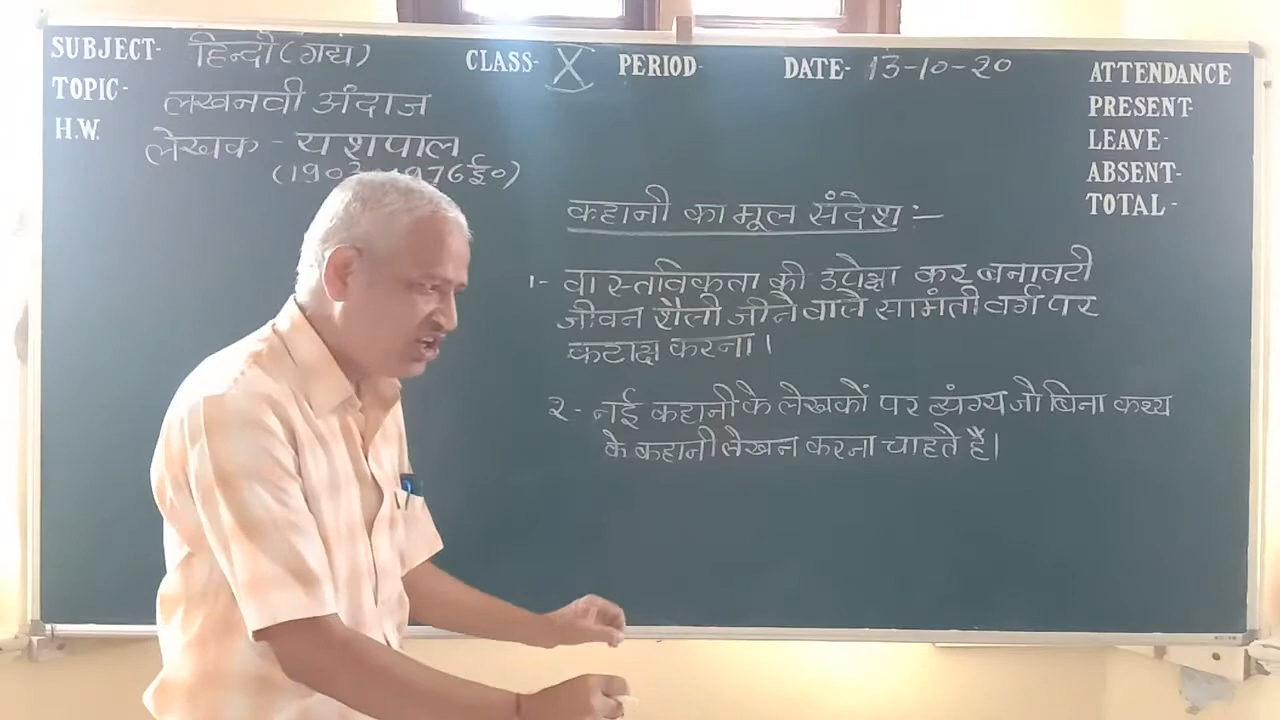 SUBJECT- हिन्दी (गद्य)
CLASS- X
PERIOD-
DATE- 13-10-20
ATTENDANCE
TOPIC- लखनवी अंदाज
PRESENT-
H.W.
लेखक - यशपाल
LEAVE-
ABSENT-
TOTAL-
कहानी का मूल संदेश :-
1- वास्तविकता की उपेक्षा कर बनावटी
जीवन शैली जीने वाले सामंती वर्ग पर
कटाक्ष करना।
२- नई कहानी के लेखकों पर व्यंग्य जो बिना कथ्य
के कहानी लेखन करना चाहते हैं।